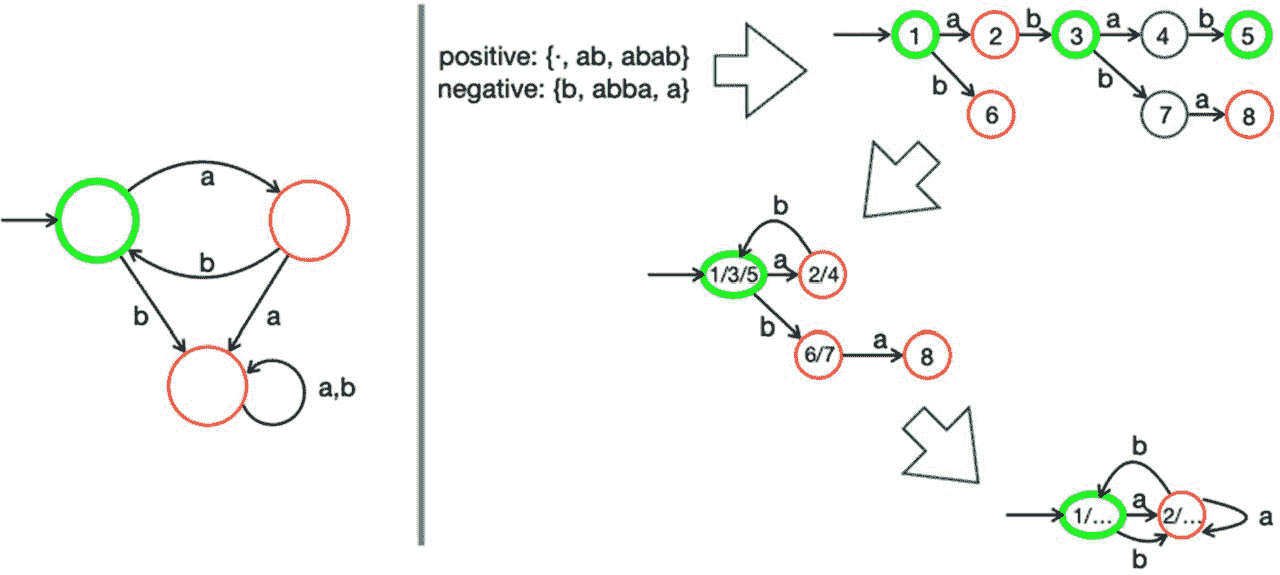 a
b
b
a
a,b
positive: {·, ab, abab}
negative: {b, abba, a}
1 a 2 b 3 a 4 b 5
b b
6 7 a 8
b
1/3/5 a 2/4
b
6/7 a 8
b
1/... a 2/... a
b